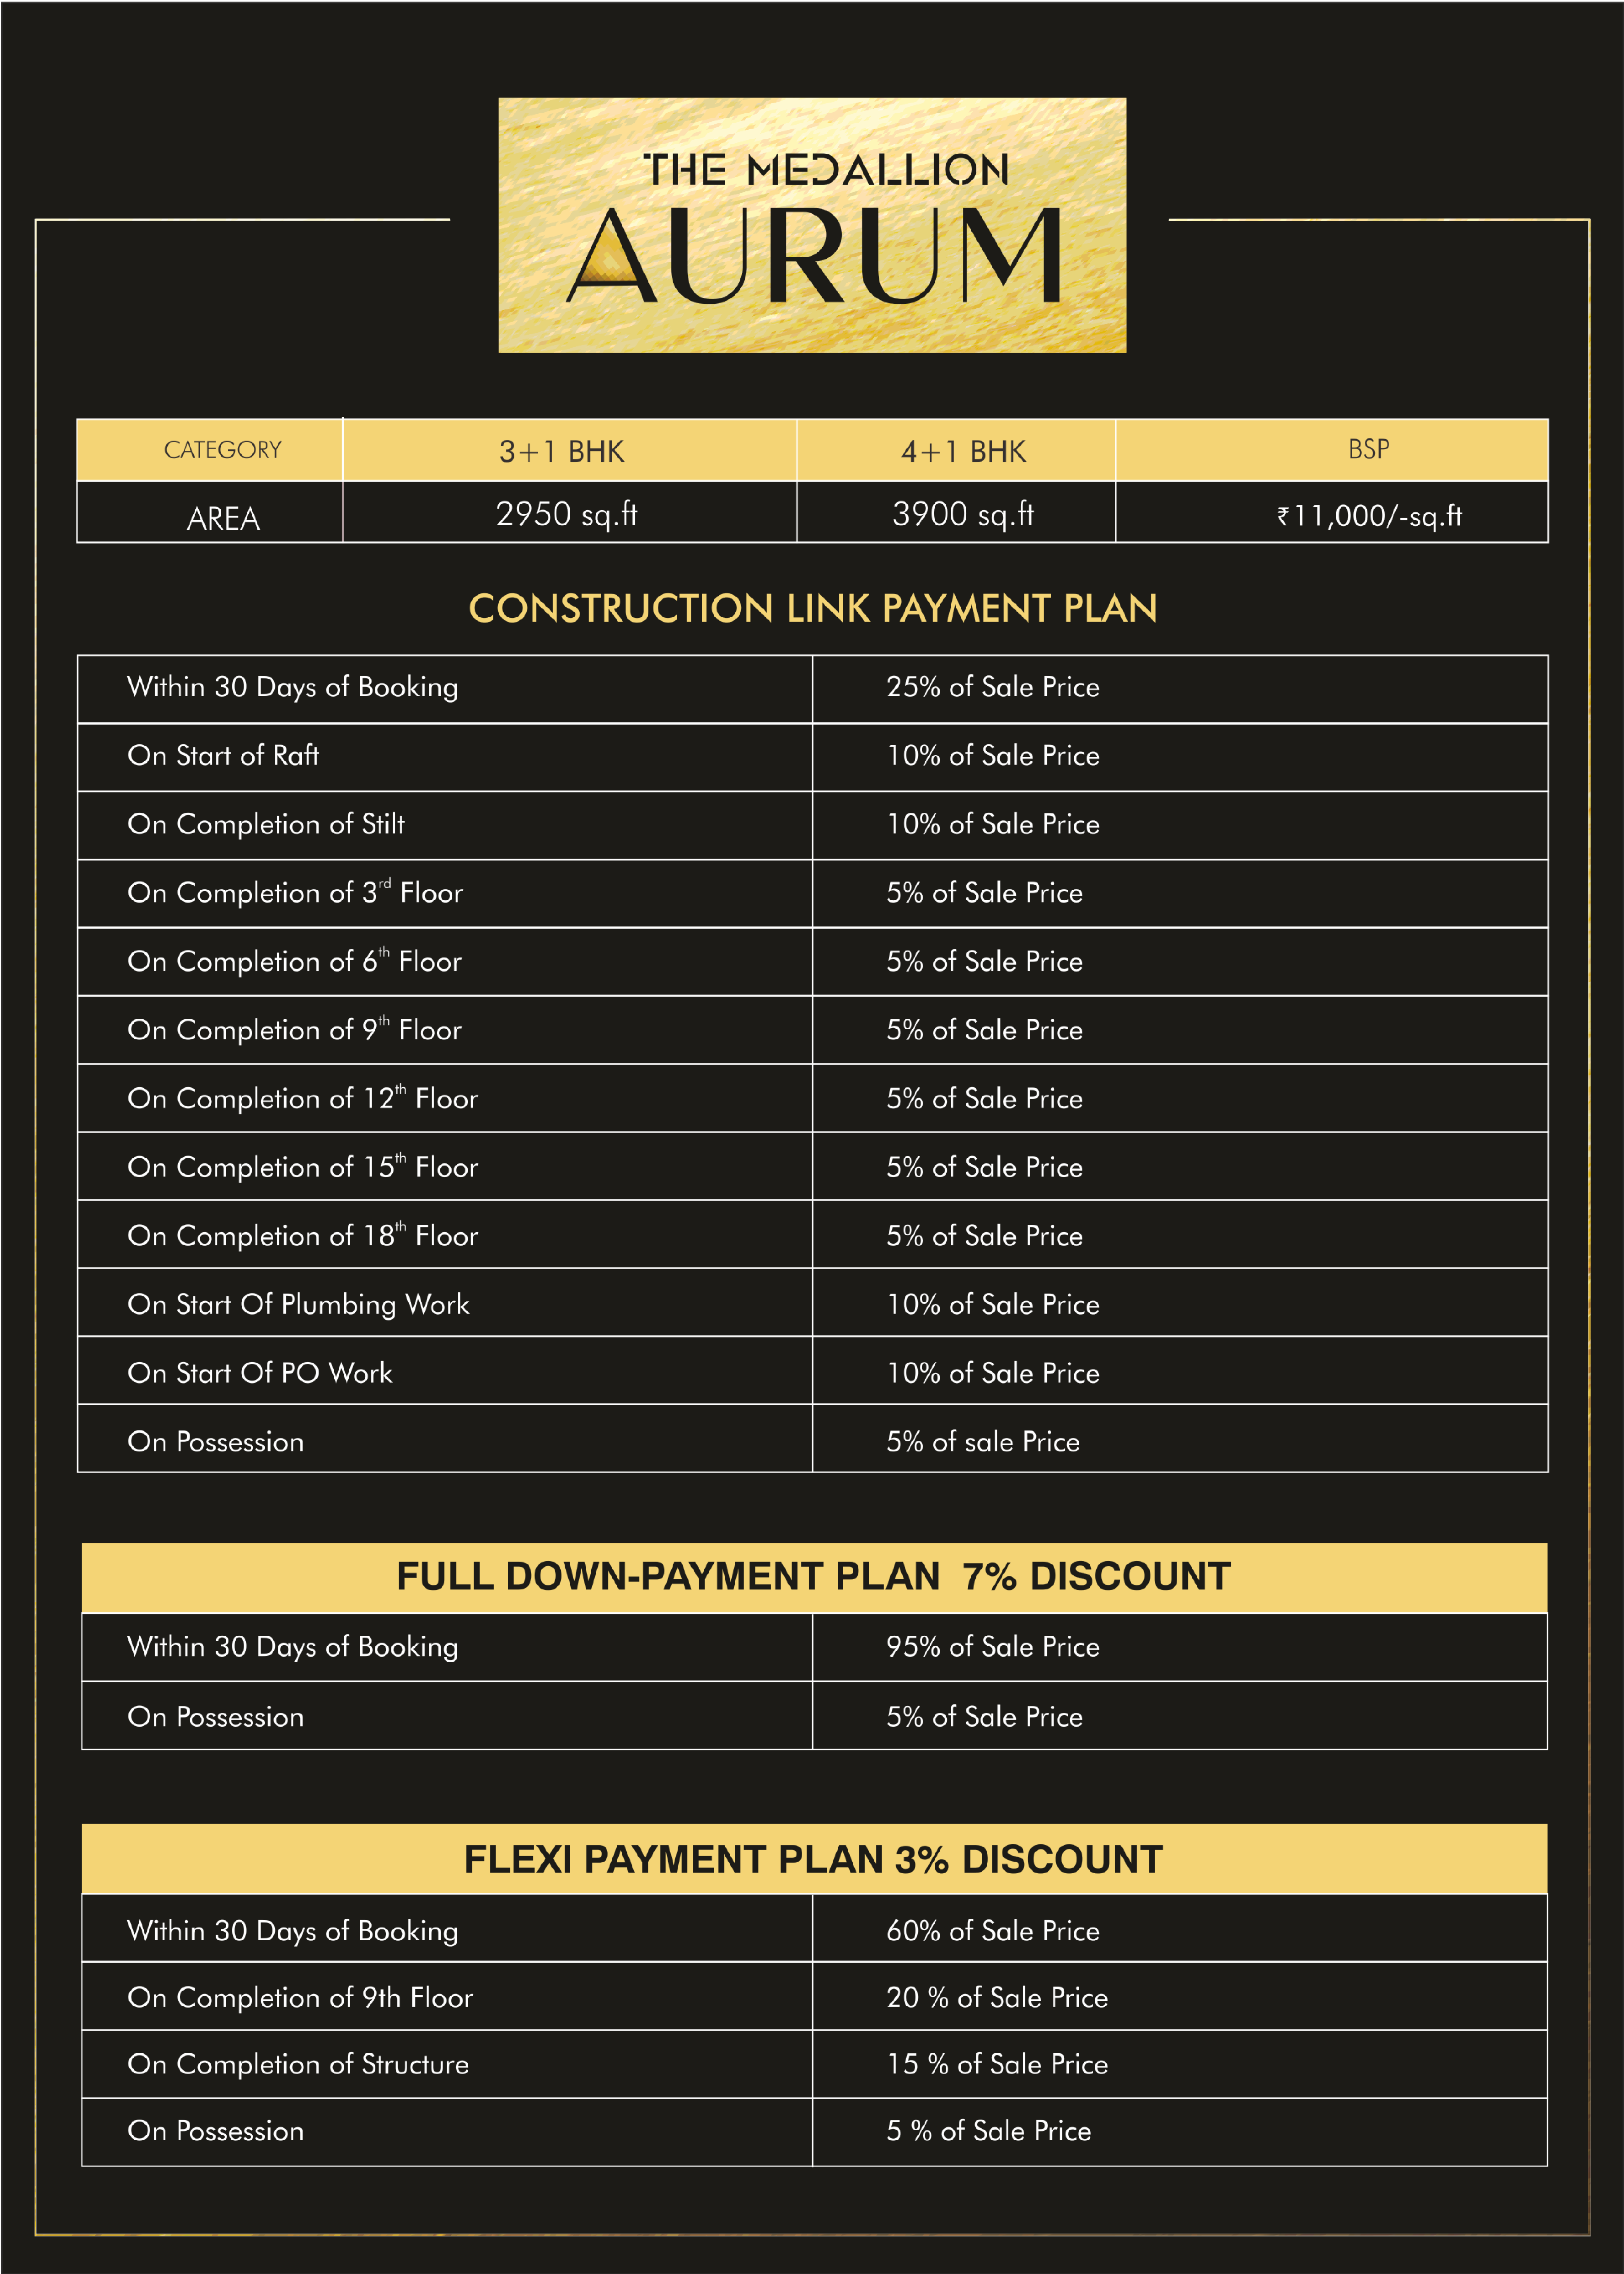 THE MEDALLION
AURUM
CATEGORY 3+1 BHK 4+1 BHK BSP
AREA 2950 sq.ft 3900 sq.ft ₹11,000/-sq.ft
CONSTRUCTION LINK PAYMENT PLAN
Within 30 Days of Booking 25% of Sale Price
On Start of Raft 10% of Sale Price
On Completion of Stilt 10% of Sale Price
On Completion of 3rd Floor 5% of Sale Price
On Completion of 6th Floor 5% of Sale Price
On Completion of 9th Floor 5% of Sale Price
On Completion of 12th Floor 5% of Sale Price
On Completion of 15th Floor 5% of Sale Price
On Completion of 18th Floor 5% of Sale Price
On Start Of Plumbing Work 10% of Sale Price
On Start Of PO Work 10% of Sale Price
On Possession 5% of sale Price
FULL DOWN-PAYMENT PLAN 7% DISCOUNT
Within 30 Days of Booking 95% of Sale Price
On Possession 5% of Sale Price
FLEXI PAYMENT PLAN 3% DISCOUNT
Within 30 Days of Booking 60% of Sale Price
On Completion of 9th Floor 20 % of Sale Price
On Completion of Structure 15 % of Sale Price
On Possession 5 % of Sale Price